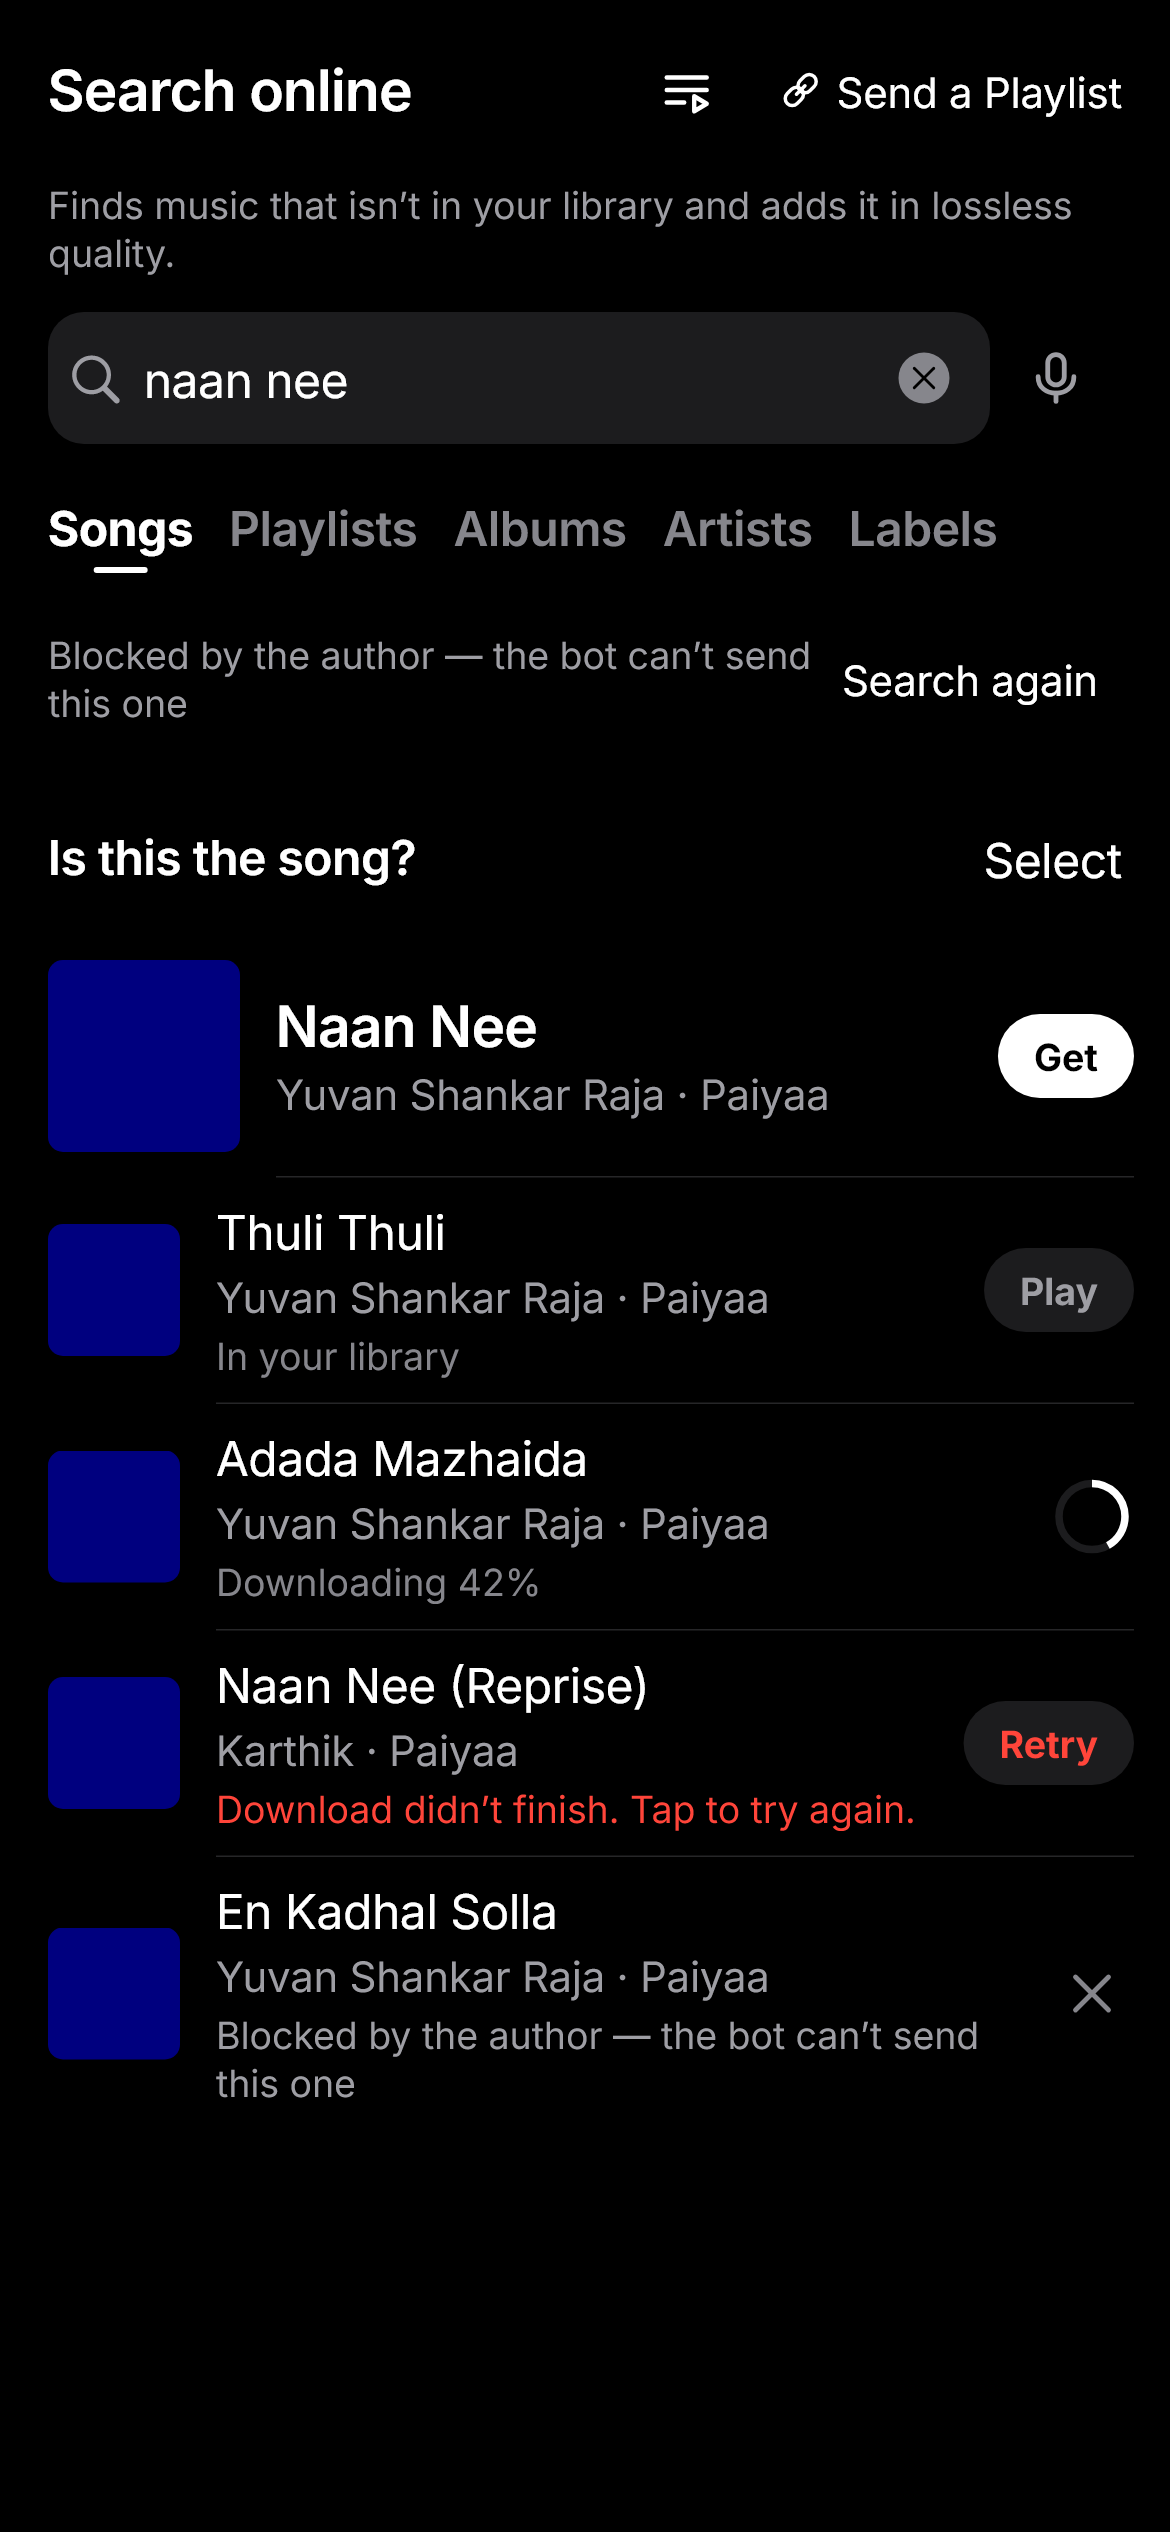 Search online
Send a Playlist
Finds music that isn’t in your library and adds it in lossless
quality.
naan nee
Songs Playlists Albums Artists Labels
Blocked by the author — the bot can’t send
this one
Search again
Is this the song?
Select
Naan Nee
Yuvan Shankar Raja · Paiyaa
Get
Thuli Thuli
Yuvan Shankar Raja · Paiyaa
In your library
Play
Adada Mazhaida
Yuvan Shankar Raja · Paiyaa
Downloading 42%
Naan Nee (Reprise)
Karthik · Paiyaa
Download didn’t finish. Tap to try again.
Retry
En Kadhal Solla
Yuvan Shankar Raja · Paiyaa
Blocked by the author — the bot can’t send
this one